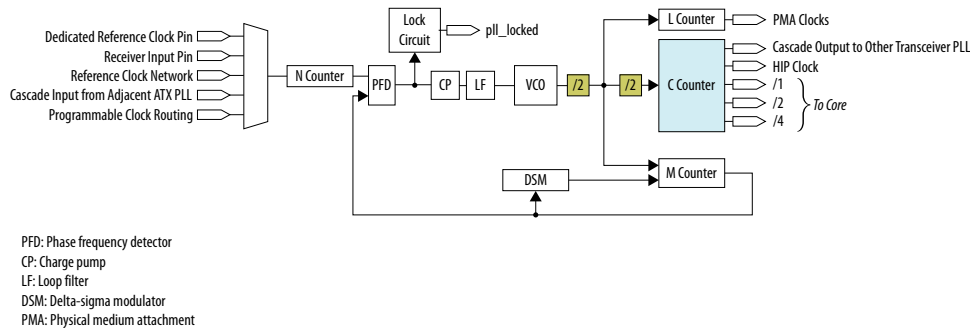 Lock
Circuit
pll_locked
L Counter
PMA Clocks
Dedicated Reference Clock Pin
Receiver Input Pin
Reference Clock Network
Cascade Input from Adjacent ATX PLL
Programmable Clock Routing
N Counter
PFD
CP
LF
VCO
/2
/2
C Counter
Cascade Output to Other Transceiver PLL
HIP Clock
/1
/2
/4
To Core
DSM
M Counter
PFD: Phase frequency detector
CP: Charge pump
LF: Loop filter
DSM: Delta-sigma modulator
PMA: Physical medium attachment